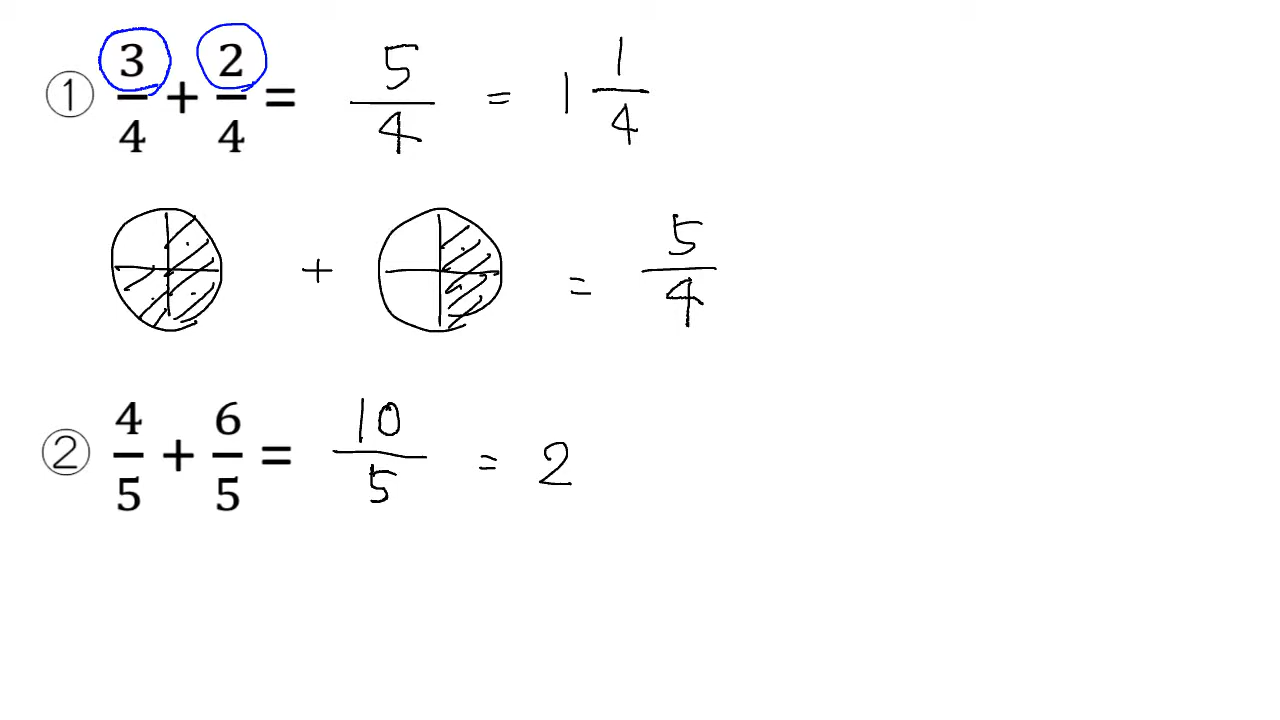 ① 3/4 + 2/4 = 5/4 = 1 1/4
+ = 5/4
② 4/5 + 6/5 = 10/5 = 2